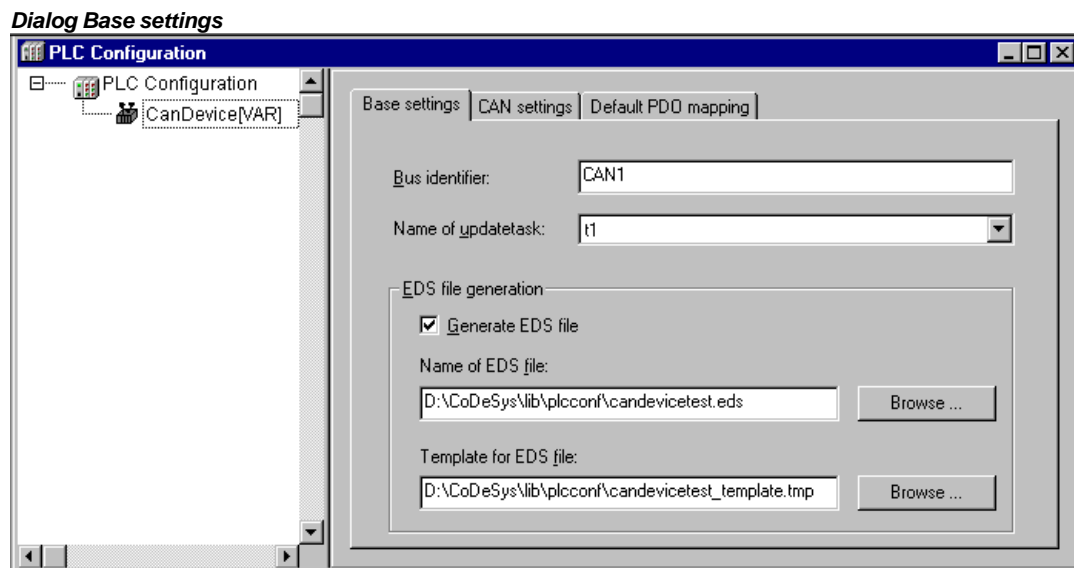 Dialog Base settings
PLC Configuration
PLC Configuration
CanDevice[VAR]
Base settings
CAN settings
Default PDO mapping
Bus identifier:
CAN1
Name of updatetask:
t1
EDS file generation
Generate EDS file
Name of EDS file:
D:\CoDeSys\lib\plcconf\candevicetest.eds
Browse ...
Template for EDS file:
D:\CoDeSys\lib\plcconf\candevicetest_template.tmp
Browse ...